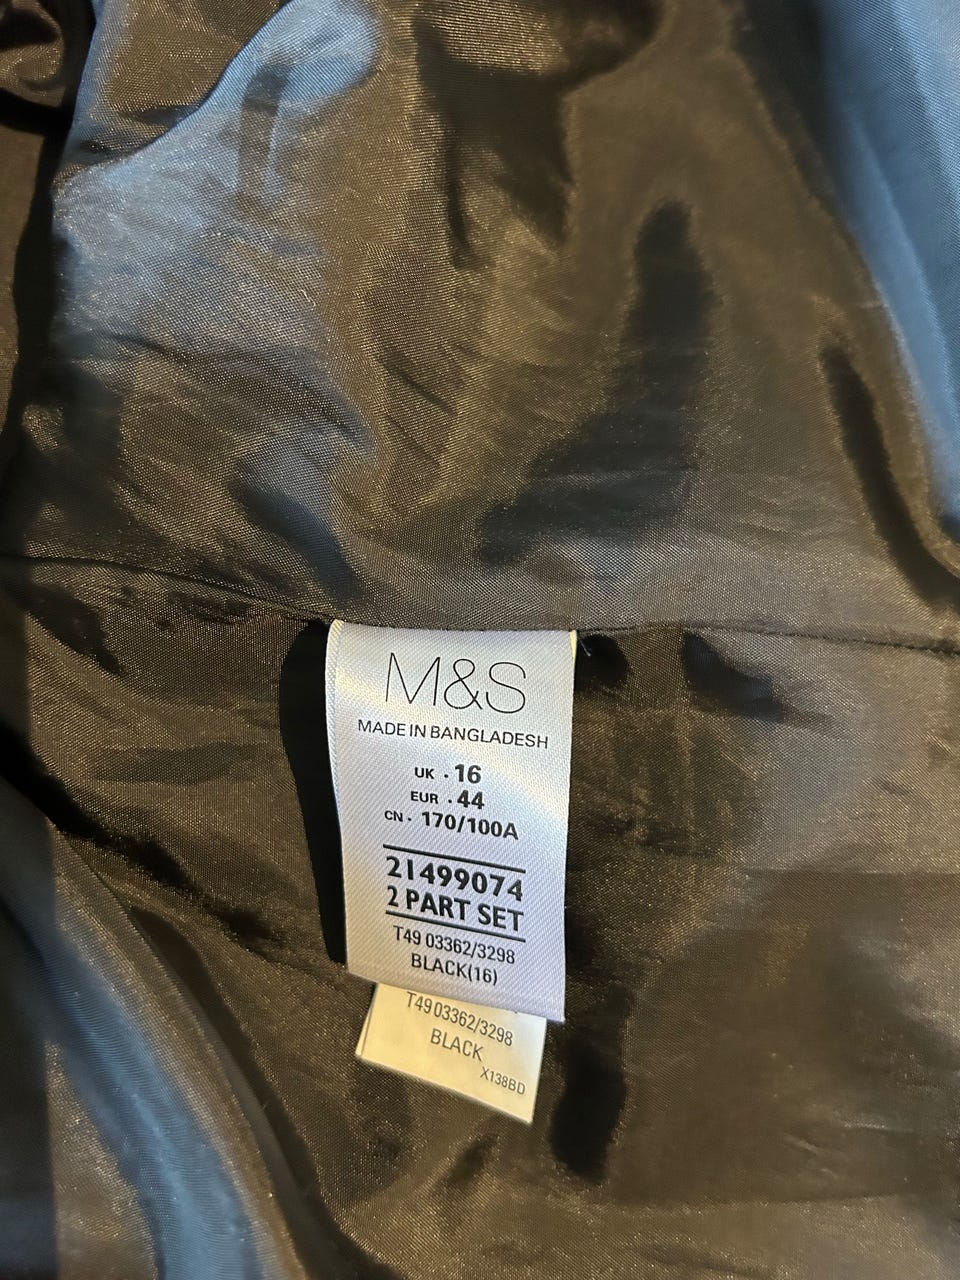 M&S
MADE IN BANGLADESH
UK · 16
EUR · 44
CN · 170/100A
21499074
2 PART SET
T49 03362/3298
BLACK(16)
T49 03362/3298
BLACK
X138BD